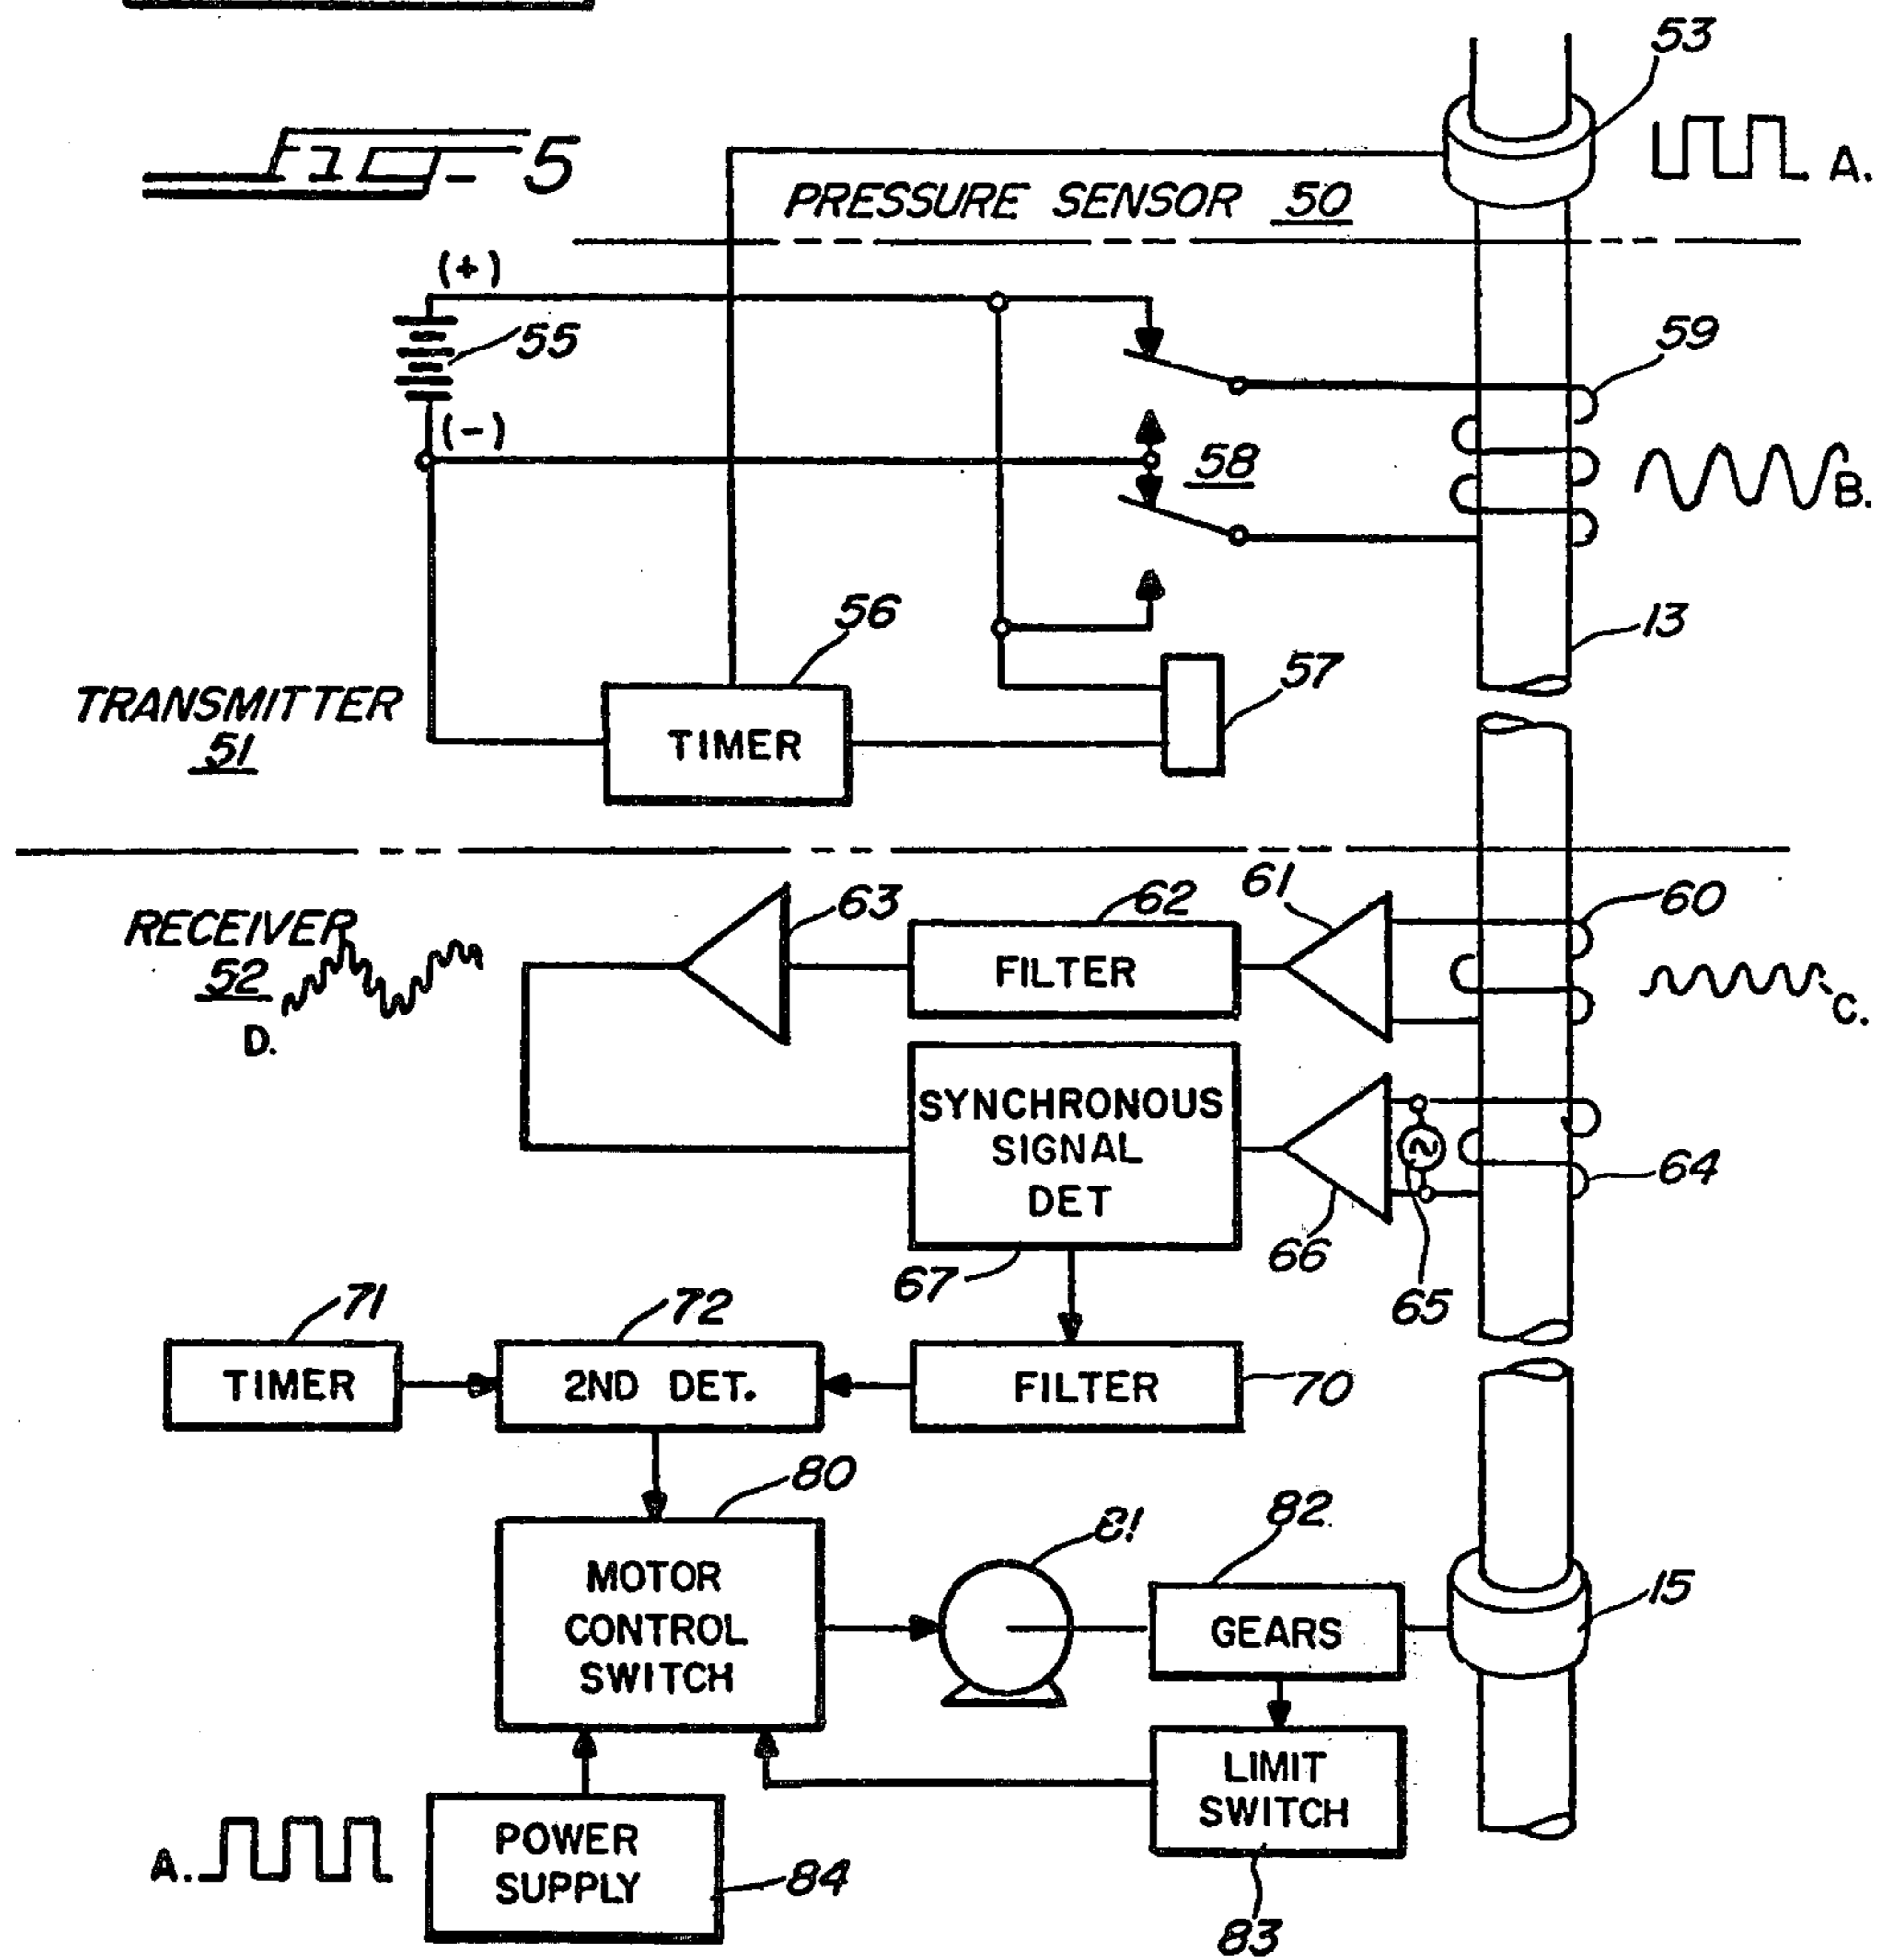 FIG_5
53
A.
PRESSURE SENSOR 50
(+)
55
59
(-)
58
B.
56
13
57
TRANSMITTER
51
TIMER
RECEIVER
52
D.
63
62
61
60
FILTER
C.
SYNCHRONOUS
SIGNAL
DET
64
66
65
67
71
72
TIMER
2ND DET.
FILTER
70
80
81
82
MOTOR
CONTROL
SWITCH
GEARS
15
LIMIT
SWITCH
A.
POWER
SUPPLY
84
83